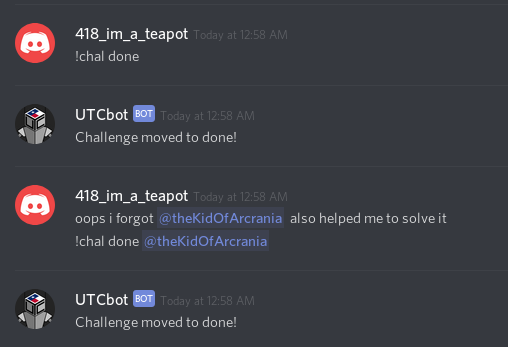 418_im_a_teapot Today at 12:58 AM
!chal done
UTCbot BOT Today at 12:58 AM
Challenge moved to done!
418_im_a_teapot Today at 12:58 AM
oops i forgot @theKidOfArcrania also helped me to solve it
!chal done @theKidOfArcrania
UTCbot BOT Today at 12:58 AM
Challenge moved to done!